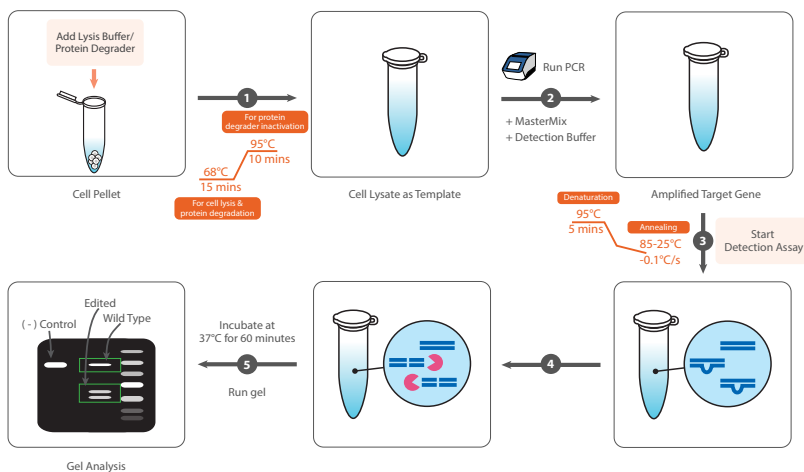 Add Lysis Buffer/
Protein Degrader
Cell Pellet
1
For protein
degrader inactivation
95°C
10 mins
68°C
15 mins
For cell lysis &
protein degradation
Cell Lysate as Template
Run PCR
2
+ MasterMix
+ Detection Buffer
Amplified Target Gene
Denaturation
95°C
5 mins
Annealing
85-25°C
-0.1°C/s
3
Start
Detection Assay
4
Incubate at
37°C for 60 minutes
5
Run gel
Edited
Wild Type
( - ) Control
Gel Analysis